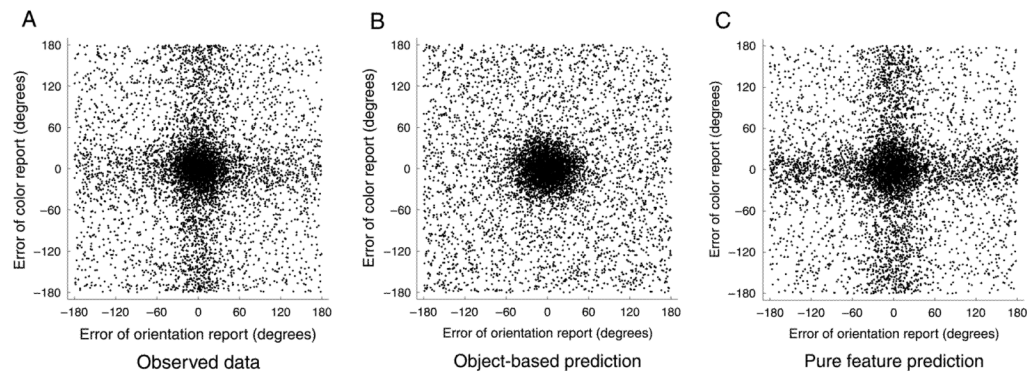 A
180
120
60
0
−60
−120
−180
Error of color report (degrees)
−180 −120 −60 0 60 120 180
Error of orientation report (degrees)
Observed data
B
180
120
60
0
−60
−120
−180
Error of color report (degrees)
−180 −120 −60 0 60 120 180
Error of orientation report (degrees)
Object-based prediction
C
180
120
60
0
−60
−120
−180
Error of color report (degrees)
−180 −120 −60 0 60 120 180
Error of orientation report (degrees)
Pure feature prediction